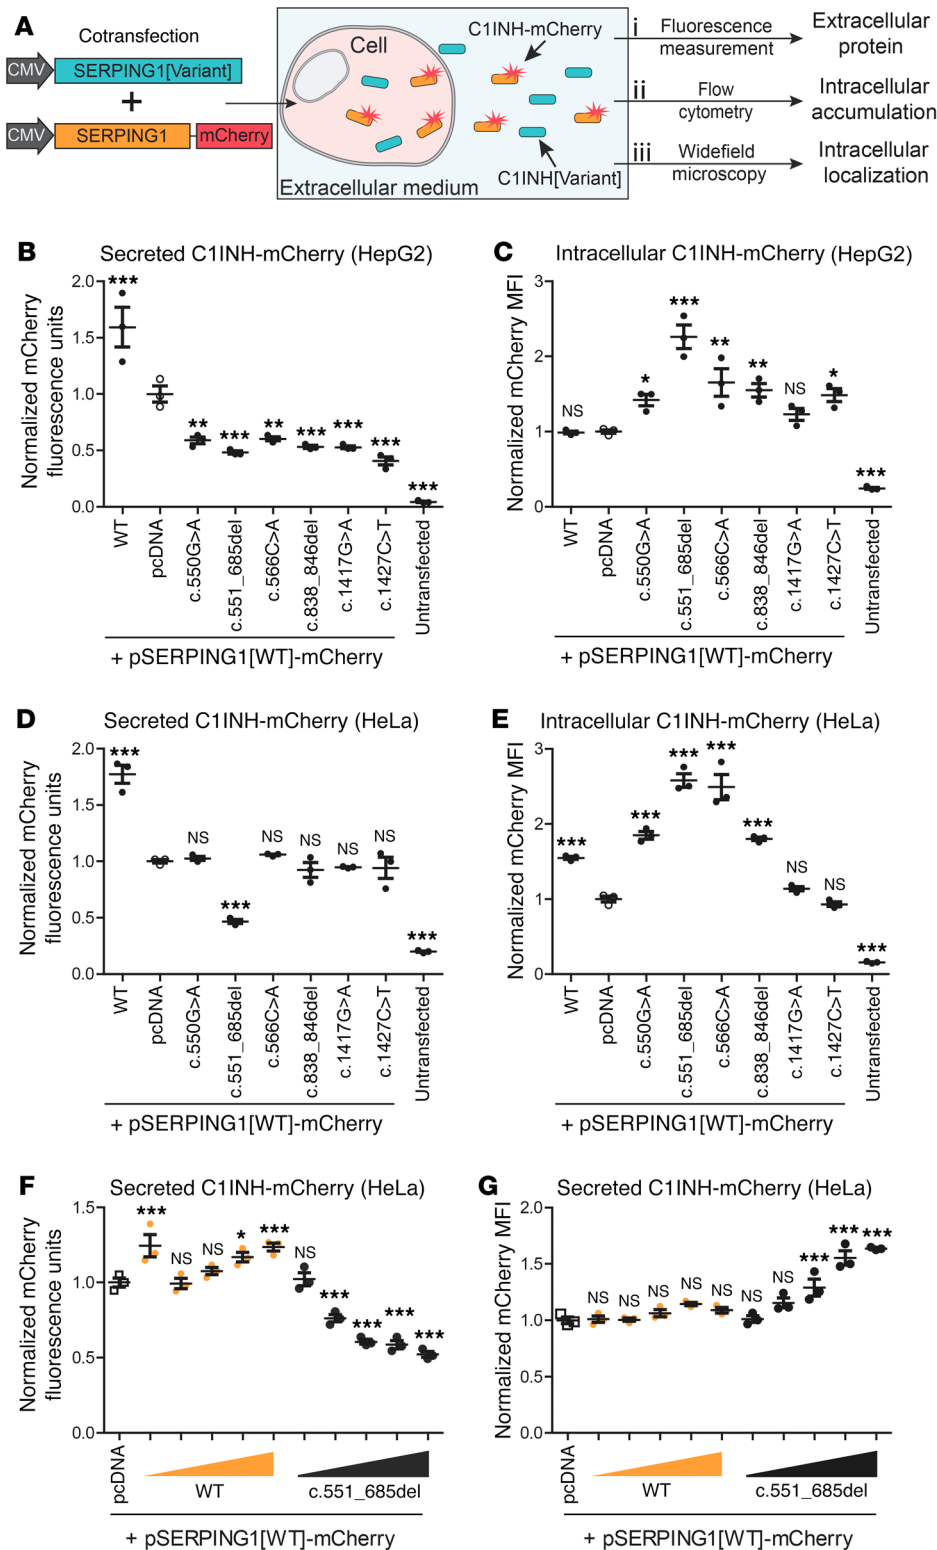 A
Cotransfection
CMV
SERPING1[Variant]
+
CMV
SERPING1
mCherry
Cell
C1INH-mCherry
Extracellular medium
C1INH[Variant]
i
Fluorescence
measurement
Extracellular
protein
ii
Flow
cytometry
Intracellular
accumulation
iii
Widefield
microscopy
Intracellular
localization
B
Secreted C1INH-mCherry (HepG2)
Normalized mCherry
fluorescence units
2.0
1.5
1.0
0.5
0.0
***
**
***
**
***
***
***
***
WT
pcDNA
c.550G>A
c.551_685del
c.566C>A
c.838_846del
c.1417G>A
c.1427C>T
Untransfected
+ pSERPING1[WT]-mCherry
C
Intracellular C1INH-mCherry (HepG2)
Normalized mCherry MFI
3
2
1
0
NS
*
***
**
**
NS
*
***
WT
pcDNA
c.550G>A
c.551_685del
c.566C>A
c.838_846del
c.1417G>A
c.1427C>T
Untransfected
+ pSERPING1[WT]-mCherry
D
Secreted C1INH-mCherry (HeLa)
Normalized mCherry
fluorescence units
2.0
1.5
1.0
0.5
0.0
***
NS
***
NS
NS
NS
NS
***
WT
pcDNA
c.550G>A
c.551_685del
c.566C>A
c.838_846del
c.1417G>A
c.1427C>T
Untransfected
+ pSERPING1[WT]-mCherry
E
Intracellular C1INH-mCherry (HeLa)
Normalized mCherry MFI
3
2
1
0
***
***
***
***
***
NS
NS
***
WT
pcDNA
c.550G>A
c.551_685del
c.566C>A
c.838_846del
c.1417G>A
c.1427C>T
Untransfected
+ pSERPING1[WT]-mCherry
F
Secreted C1INH-mCherry (HeLa)
Normalized mCherry
fluorescence units
1.5
1.0
0.5
0.0
***
NS
NS
*
***
NS
***
***
***
***
pcDNA
WT
c.551_685del
+ pSERPING1[WT]-mCherry
G
Secreted C1INH-mCherry (HeLa)
Normalized mCherry MFI
2.0
1.5
1.0
0.5
0.0
NS
NS
NS
NS
NS
NS
NS
***
***
***
pcDNA
WT
c.551_685del
+ pSERPING1[WT]-mCherry